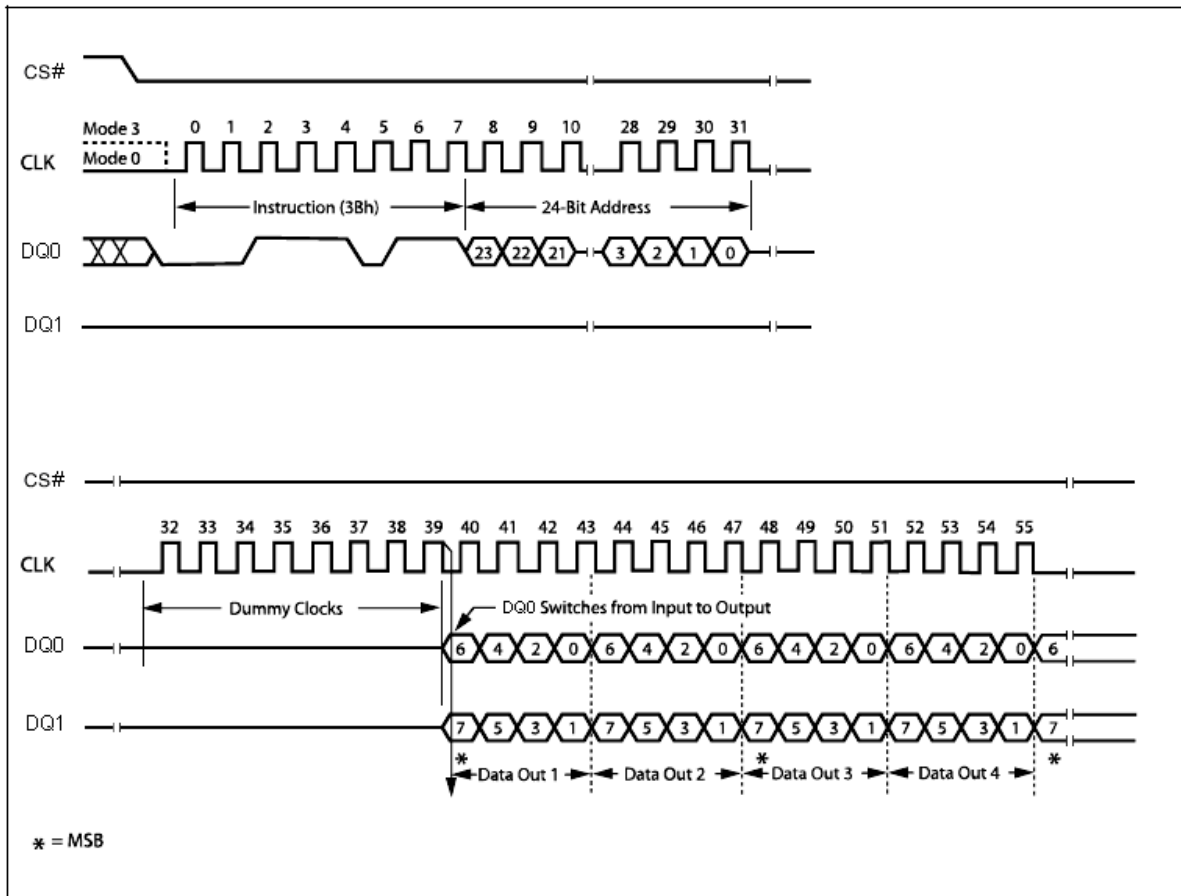 CS#
Mode 3 0 1 2 3 4 5 6 7 8 9 10 28 29 30 31
CLK Mode 0
Instruction (3Bh) 24-Bit Address
DQ0 23 22 21 3 2 1 0
DQ1
CS#
32 33 34 35 36 37 38 39 40 41 42 43 44 45 46 47 48 49 50 51 52 53 54 55
CLK
Dummy Clocks DQ0 Switches from Input to Output
DQ0 6 4 2 0 6 4 2 0 6 4 2 0 6 4 2 0 6
DQ1 7 5 3 1 7 5 3 1 7 5 3 1 7 5 3 1 7
* * *
Data Out 1 Data Out 2 Data Out 3 Data Out 4
* = MSB